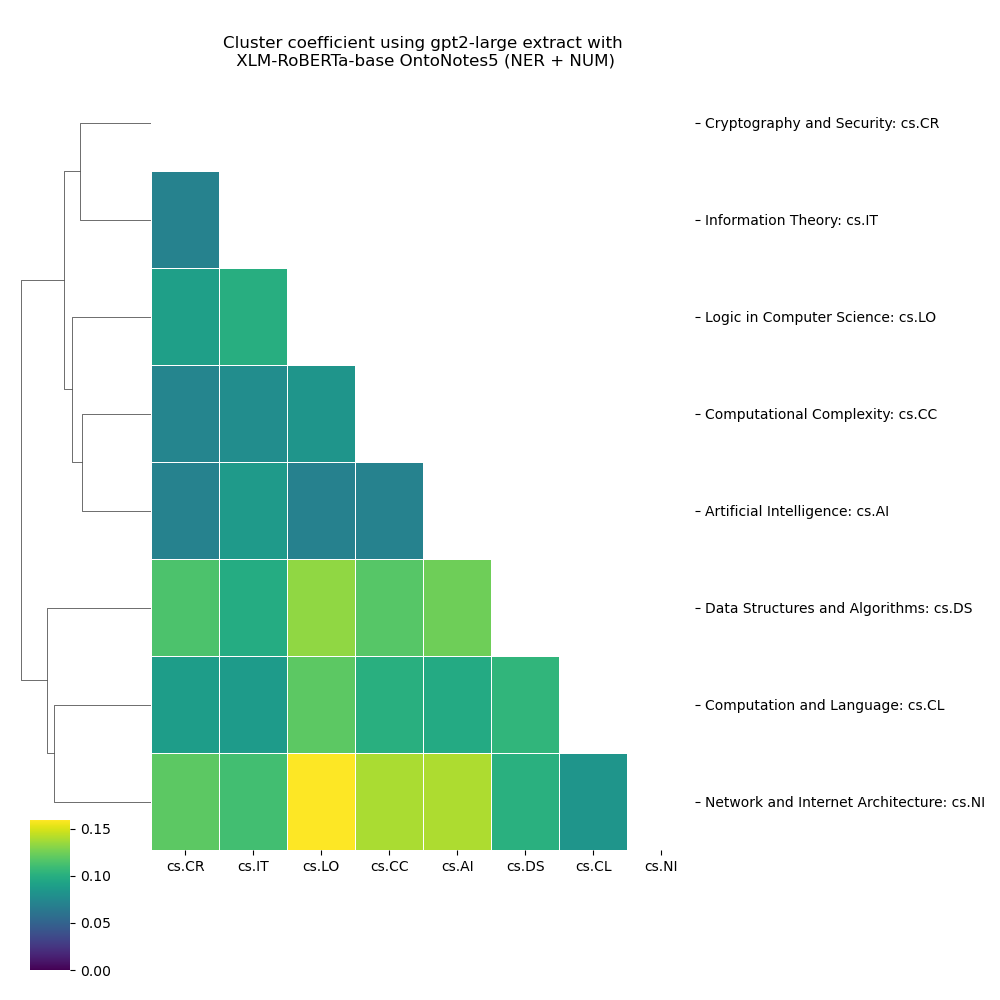 Cluster coefficient using gpt2-large extract with
XLM-RoBERTa-base OntoNotes5 (NER + NUM)
Cryptography and Security: cs.CR
Information Theory: cs.IT
Logic in Computer Science: cs.LO
Computational Complexity: cs.CC
Artificial Intelligence: cs.AI
Data Structures and Algorithms: cs.DS
Computation and Language: cs.CL
Network and Internet Architecture: cs.NI
cs.CR cs.IT cs.LO cs.CC cs.AI cs.DS cs.CL cs.NI
0.15
0.10
0.05
0.00